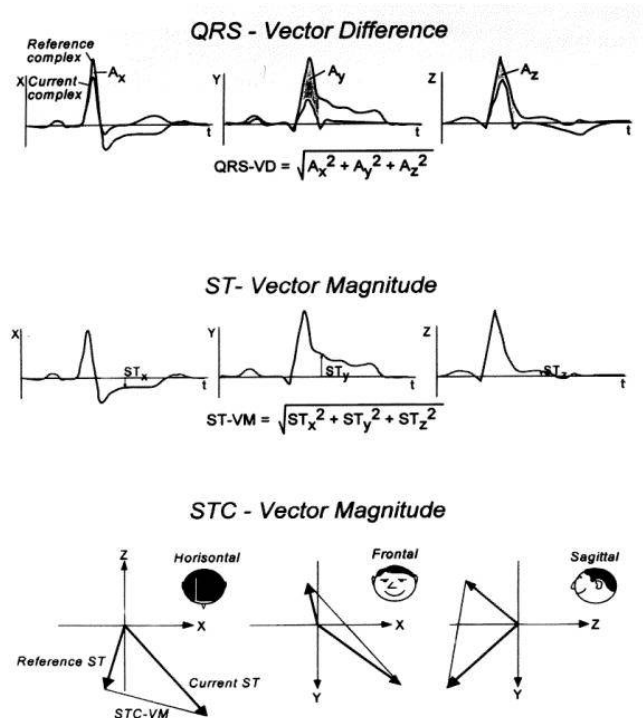 QRS - Vector Difference
Reference complex
Current complex
X
Ax
t
Y
Ay
t
Z
Az
t
QRS-VD = √Ax² + Ay² + Az²
ST- Vector Magnitude
X
STx
t
Y
STy
t
Z
STz
t
ST-VM = √STx² + STy² + STz²
STC - Vector Magnitude
Z
Horisontal
X
Reference ST
Current ST
STC-VM
Frontal
X
Y
Sagittal
Z
Y